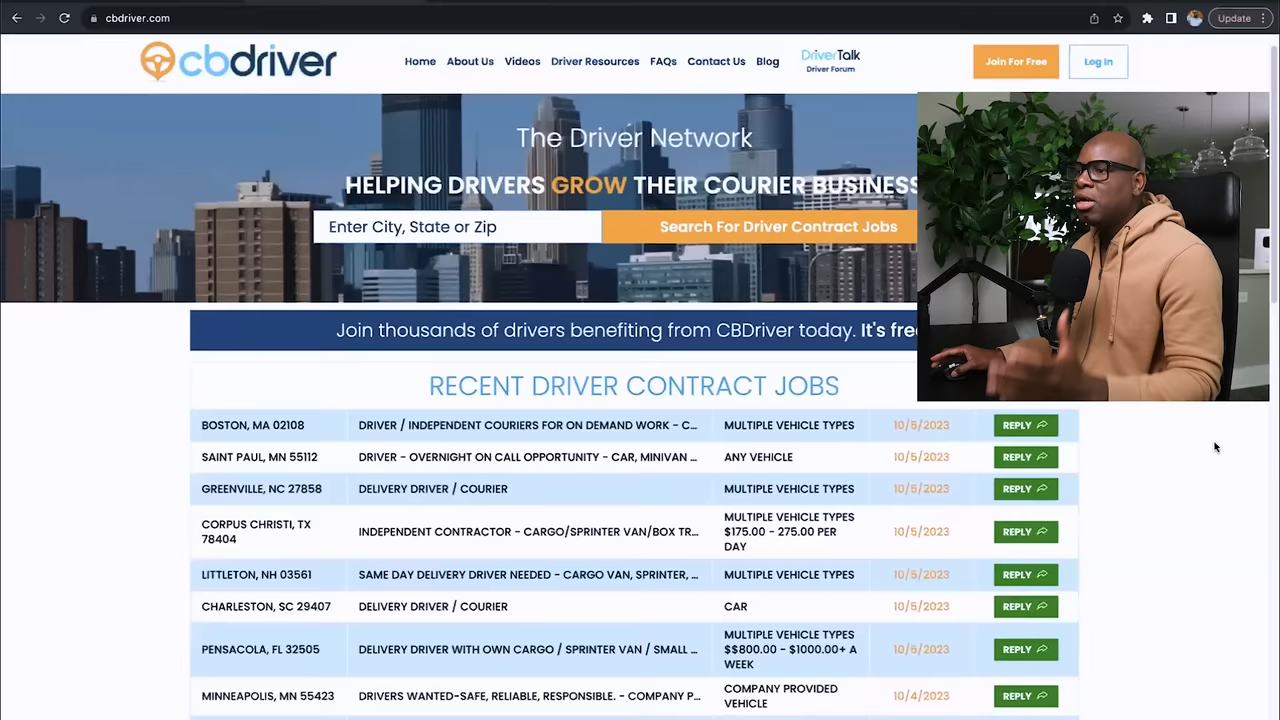 cbdriver.com
Update
cbdriver
Home About Us Videos Driver Resources FAQs Contact Us Blog
DriverTalk
Driver Forum
Join For Free
Log In
The Driver Network
HELPING DRIVERS GROW THEIR COURIER BUSINESS
Enter City, State or Zip
Search For Driver Contract Jobs
Join thousands of drivers benefiting from CBDriver today. It's fre
RECENT DRIVER CONTRACT JOBS
BOSTON, MA 02108 DRIVER / INDEPENDENT COURIERS FOR ON DEMAND WORK - C... MULTIPLE VEHICLE TYPES 10/5/2023 REPLY
SAINT PAUL, MN 55112 DRIVER - OVERNIGHT ON CALL OPPORTUNITY - CAR, MINIVAN ... ANY VEHICLE 10/5/2023 REPLY
GREENVILLE, NC 27858 DELIVERY DRIVER / COURIER MULTIPLE VEHICLE TYPES 10/5/2023 REPLY
CORPUS CHRISTI, TX
78404
INDEPENDENT CONTRACTOR - CARGO/SPRINTER VAN/BOX TR...
MULTIPLE VEHICLE TYPES
$175.00 - 275.00 PER
DAY
10/5/2023 REPLY
LITTLETON, NH 03561 SAME DAY DELIVERY DRIVER NEEDED - CARGO VAN, SPRINTER, ... MULTIPLE VEHICLE TYPES 10/5/2023 REPLY
CHARLESTON, SC 29407 DELIVERY DRIVER / COURIER CAR 10/5/2023 REPLY
PENSACOLA, FL 32505 DELIVERY DRIVER WITH OWN CARGO / SPRINTER VAN / SMALL ...
MULTIPLE VEHICLE TYPES
$$800.00 - $1000.00+ A
WEEK
10/5/2023 REPLY
MINNEAPOLIS, MN 55423 DRIVERS WANTED-SAFE, RELIABLE, RESPONSIBLE. - COMPANY P...
COMPANY PROVIDED
VEHICLE
10/4/2023 REPLY